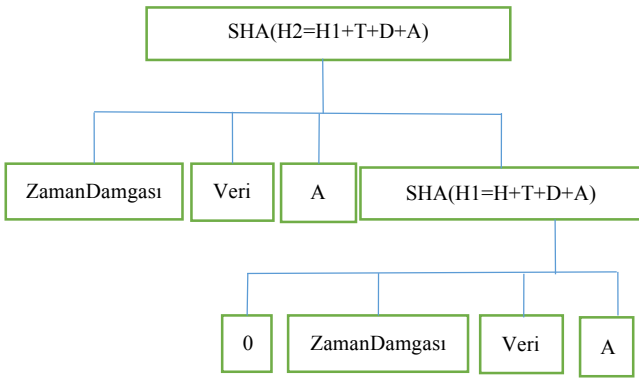 SHA(H2=H1+T+D+A)
ZamanDamgası
Veri
A
SHA(H1=H+T+D+A)
0
ZamanDamgası
Veri
A